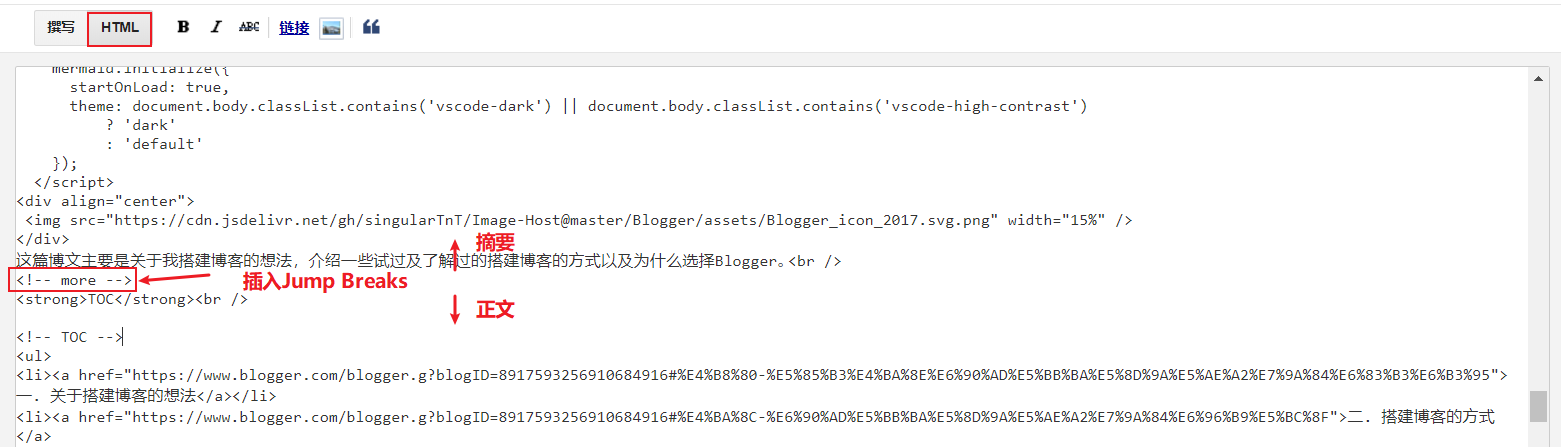 撰写 HTML B I ABC 链接
mermaid.initialize({
startOnLoad: true,
theme: document.body.classList.contains('vscode-dark') || document.body.classList.contains('vscode-high-contrast')
? 'dark'
: 'default'
});
</script>
<div align="center">
<img src="https://cdn.jsdelivr.net/gh/singularTnT/Image-Host@master/Blogger/assets/Blogger_icon_2017.svg.png" width="15%" />
</div>
摘要
这篇博文主要是关于我搭建博客的想法，介绍一些试过及了解过的搭建博客的方式以及为什么选择Blogger。<br />
<!-- more -->
插入Jump Breaks
<strong>TOC</strong><br />
正文
<!-- TOC -->
<ul>
<li><a href="https://www.blogger.com/blogger.g?blogID=8917593256910684916#%E4%B8%80-%E5%85%B3%E4%BA%8E%E6%90%AD%E5%BB%BA%E5%8D%9A%E5%AE%A2%E7%9A%84%E6%83%B3%E6%B3%95">
一. 关于搭建博客的想法</a></li>
<li><a href="https://www.blogger.com/blogger.g?blogID=8917593256910684916#%E4%BA%8C-%E6%90%AD%E5%BB%BA%E5%8D%9A%E5%AE%A2%E7%9A%84%E6%96%B9%E5%BC%8F">二. 搭建博客的方式
</a>